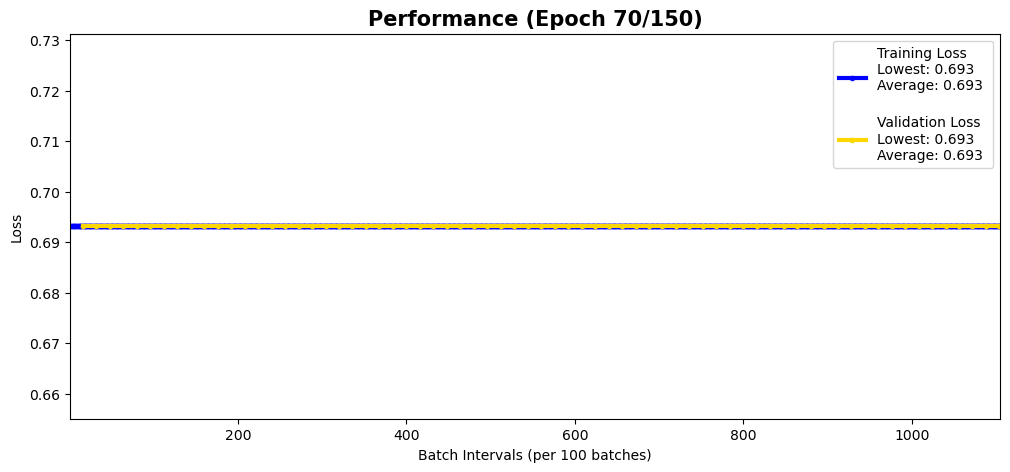 Performance (Epoch 70/150)
0.73
0.72
0.71
0.70
0.69
0.68
0.67
0.66
Loss
Training Loss
Lowest: 0.693
Average: 0.693
Validation Loss
Lowest: 0.693
Average: 0.693
200
400
600
800
1000
Batch Intervals (per 100 batches)